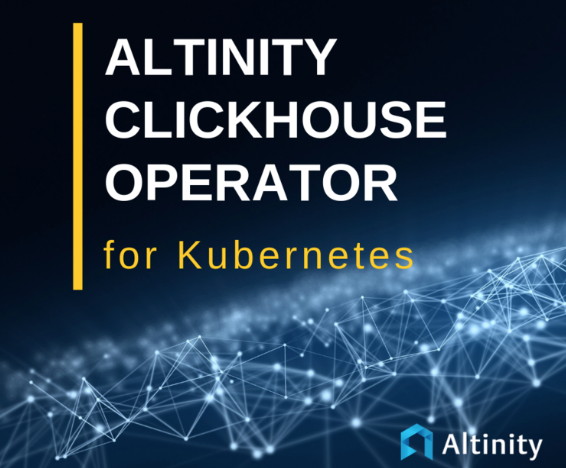 ALTINITY
CLICKHOUSE
OPERATOR
for Kubernetes
Altinity